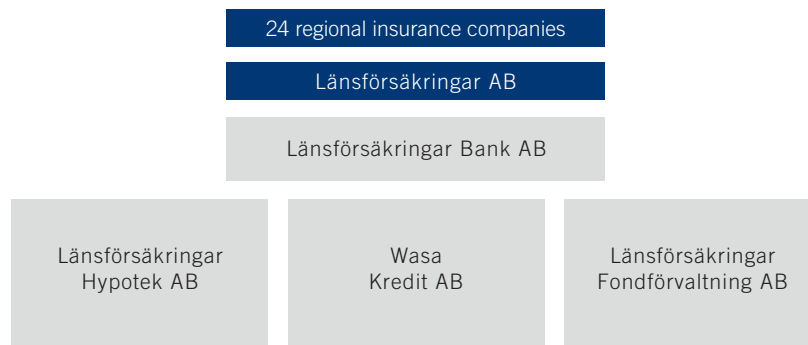 24 regional insurance companies
Länsförsäkringar AB
Länsförsäkringar Bank AB
Länsförsäkringar
Hypotek AB
Wasa
Kredit AB
Länsförsäkringar
Fondförvaltning AB